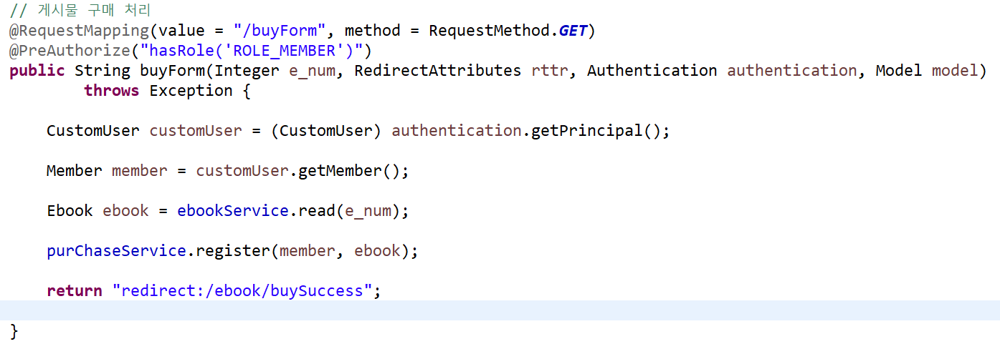 // 게시물 구매 처리
@RequestMapping(value = "/buyForm", method = RequestMethod.GET)
@PreAuthorize("hasRole('ROLE_MEMBER')")
public String buyForm(Integer e_num, RedirectAttributes rttr, Authentication authentication, Model model)
throws Exception {
CustomUser customUser = (CustomUser) authentication.getPrincipal();
Member member = customUser.getMember();
Ebook ebook = ebookService.read(e_num);
purChaseService.register(member, ebook);
return "redirect:/ebook/buySuccess";
}